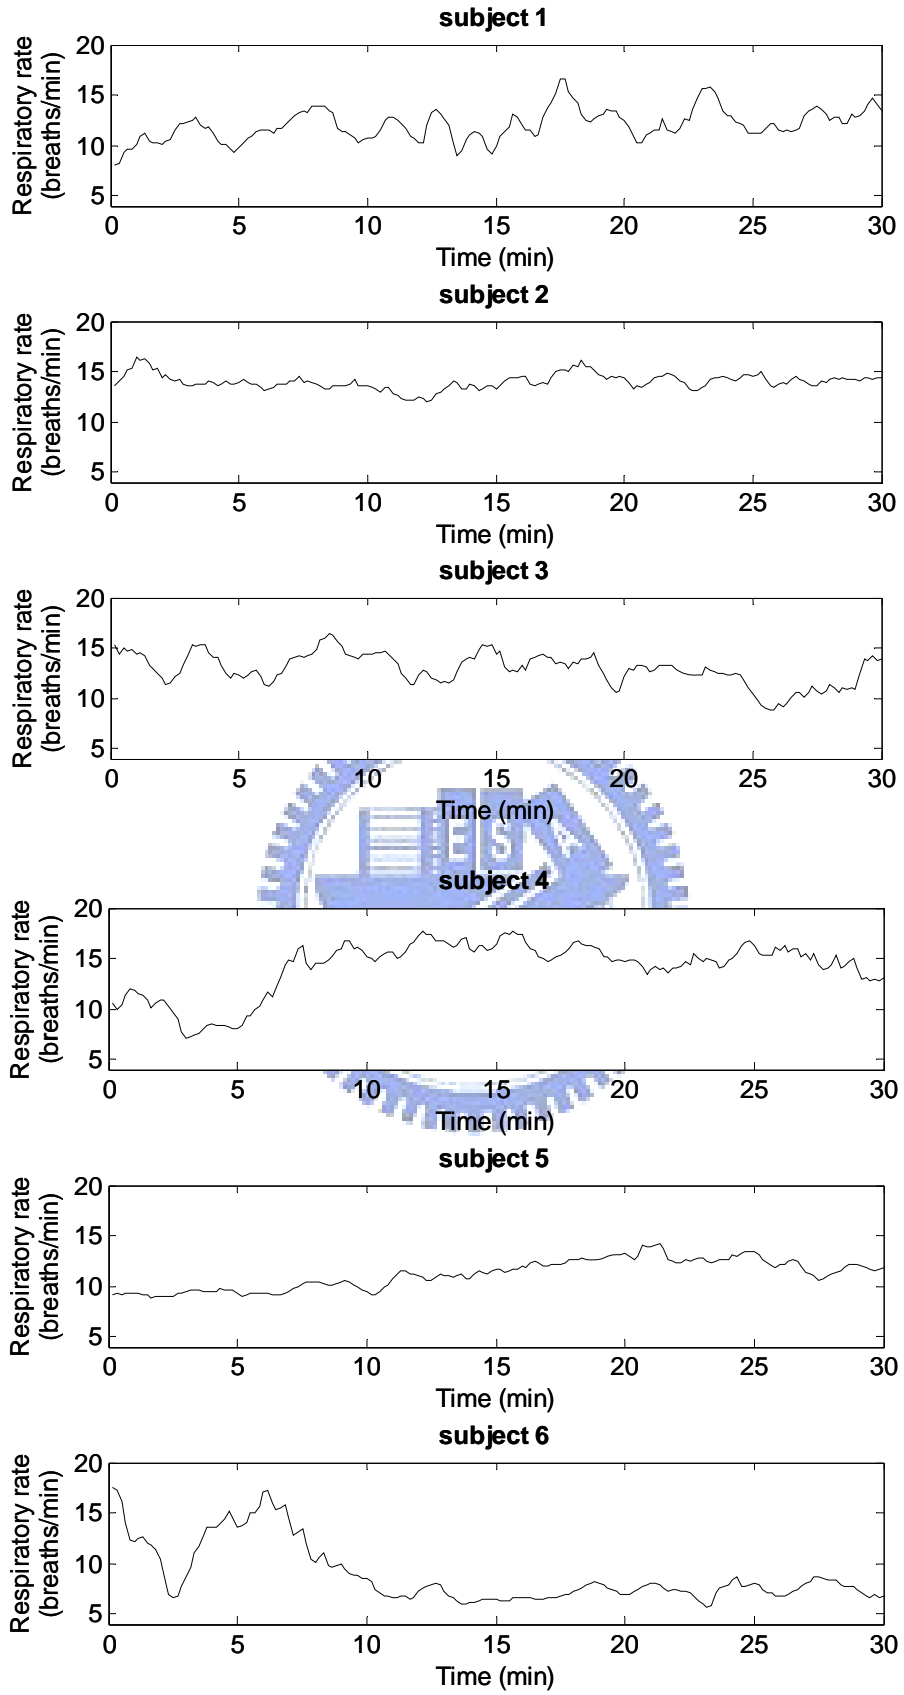 subject 1
Respiratory rate
(breaths/min)
20
15
10
5
0 5 10 15 20 25 30
Time (min)
subject 2
Respiratory rate
(breaths/min)
20
15
10
5
0 5 10 15 20 25 30
Time (min)
subject 3
Respiratory rate
(breaths/min)
20
15
10
5
0 5 10 15 20 25 30
Time (min)
ESA
subject 4
Respiratory rate
(breaths/min)
20
15
10
5
0 5 10 15 20 25 30
Time (min)
subject 5
Respiratory rate
(breaths/min)
20
15
10
5
0 5 10 15 20 25 30
Time (min)
subject 6
Respiratory rate
(breaths/min)
20
15
10
5
0 5 10 15 20 25 30
Time (min)